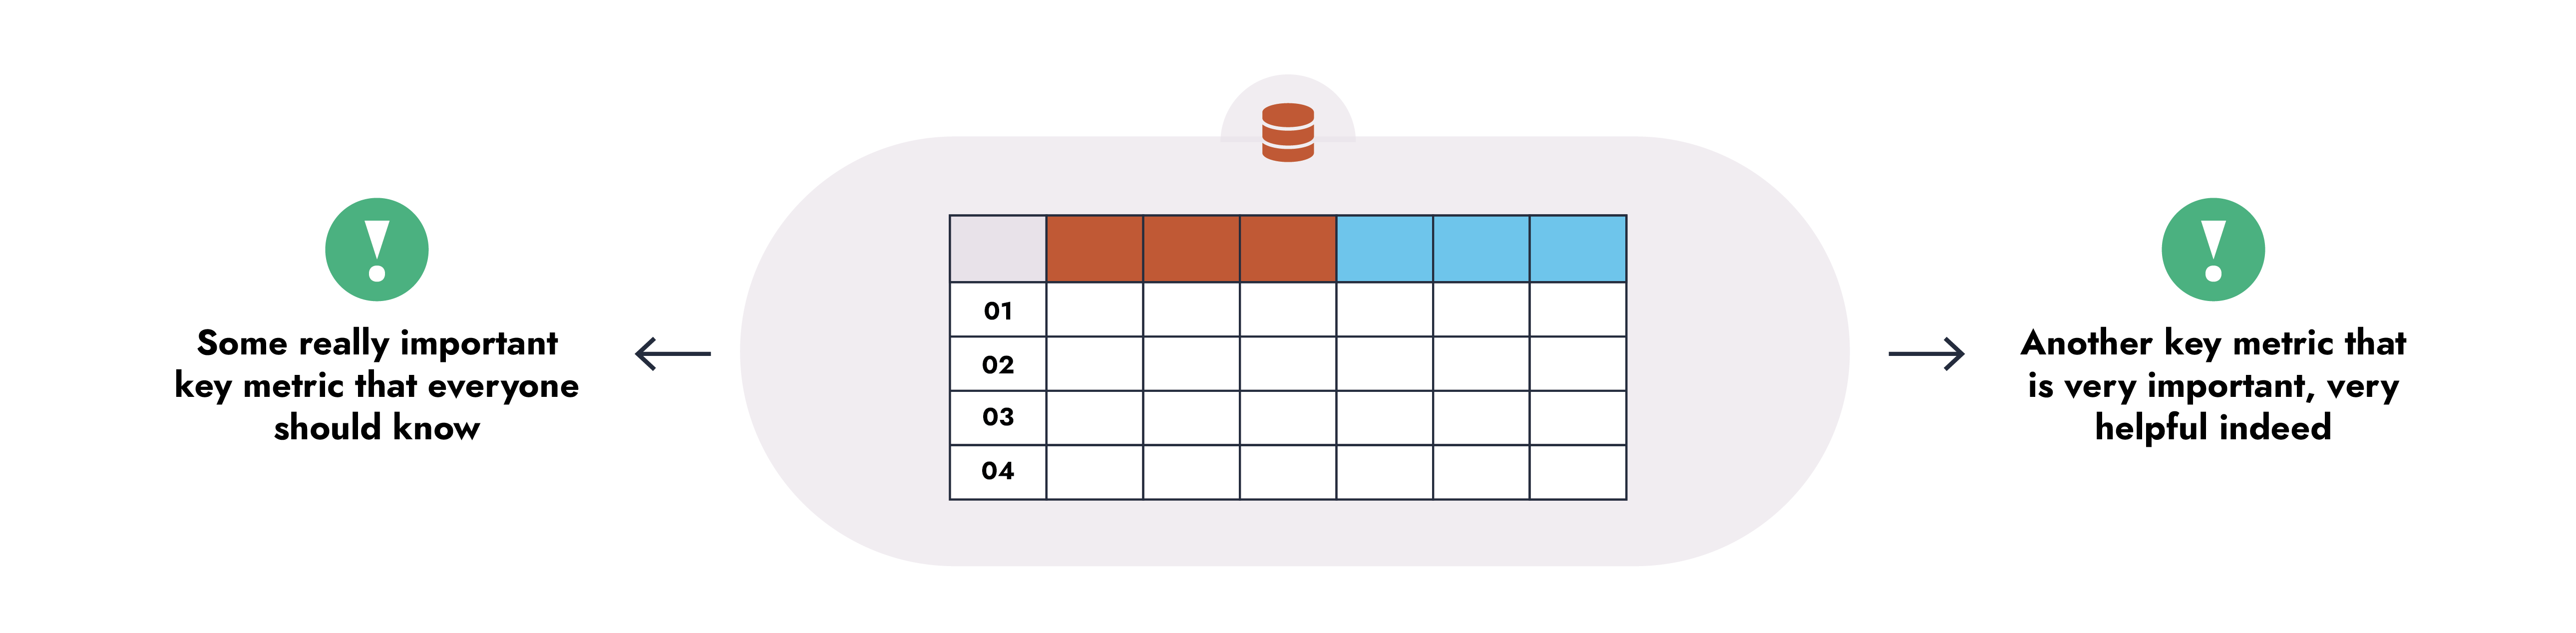 Some really important
key metric that everyone
should know
01
02
03
04
Another key metric that
is very important, very
helpful indeed